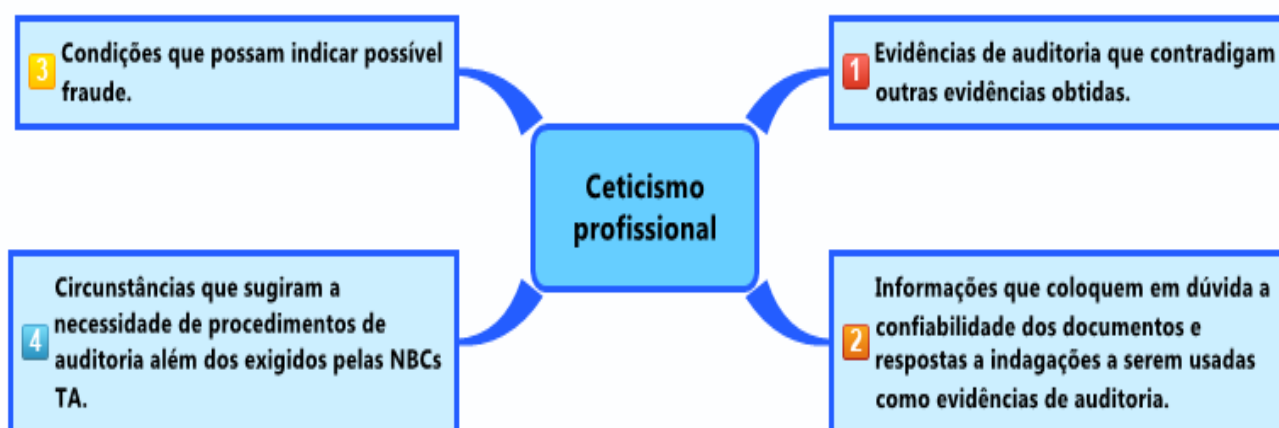 3
Condições que possam indicar possível
fraude.
1
Evidências de auditoria que contradigam
outras evidências obtidas.
Ceticismo
profissional
4
Circunstâncias que sugiram a
necessidade de procedimentos de
auditoria além dos exigidos pelas NBCs
TA.
2
Informações que coloquem em dúvida a
confiabilidade dos documentos e
respostas a indagações a serem usadas
como evidências de auditoria.